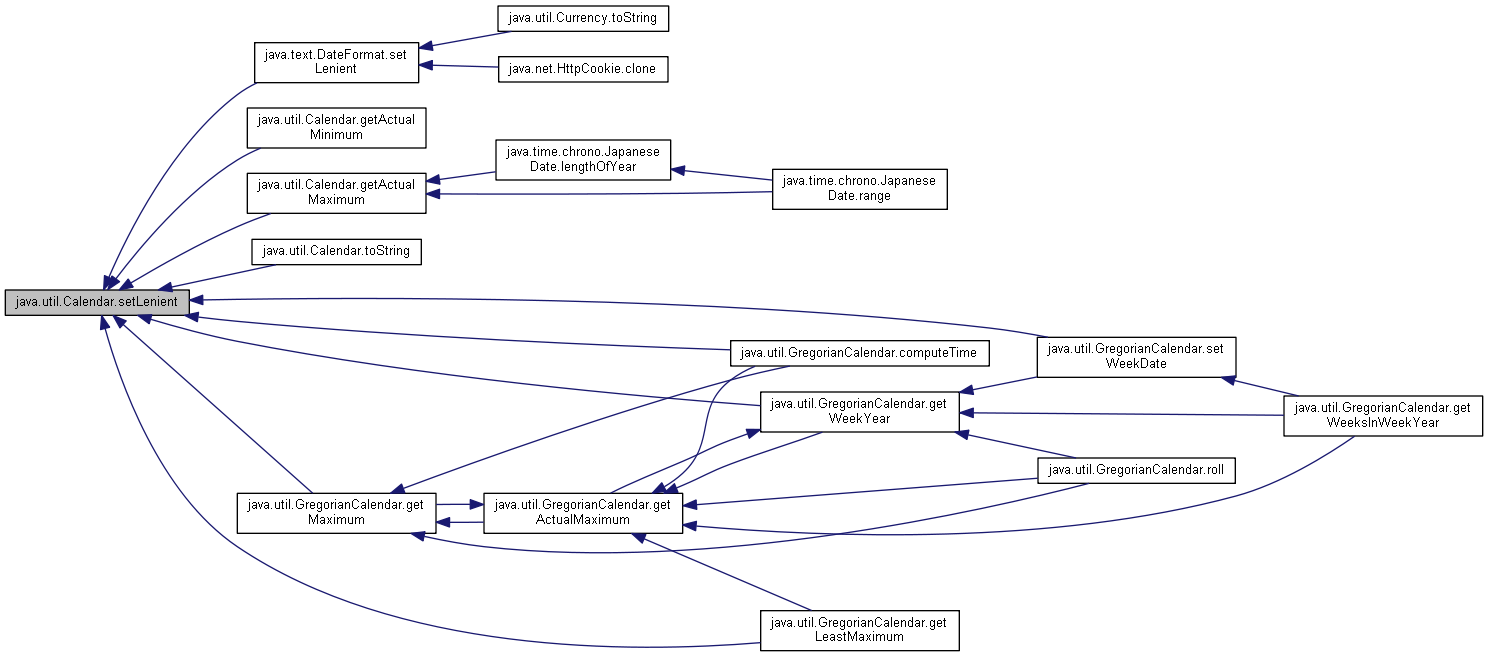 java.util.Currency.toString
java.text.DateFormat.set
Lenient
java.net.HttpCookie.clone
java.util.Calendar.getActual
Minimum
java.time.chrono.Japanese
Date.lengthOfYear
java.util.Calendar.getActual
Maximum
java.time.chrono.Japanese
Date.range
java.util.Calendar.toString
java.util.Calendar.setLenient
java.util.GregorianCalendar.computeTime
java.util.GregorianCalendar.set
WeekDate
java.util.GregorianCalendar.get
WeekYear
java.util.GregorianCalendar.get
WeeksInWeekYear
java.util.GregorianCalendar.roll
java.util.GregorianCalendar.get
Maximum
java.util.GregorianCalendar.get
ActualMaximum
java.util.GregorianCalendar.get
LeastMaximum